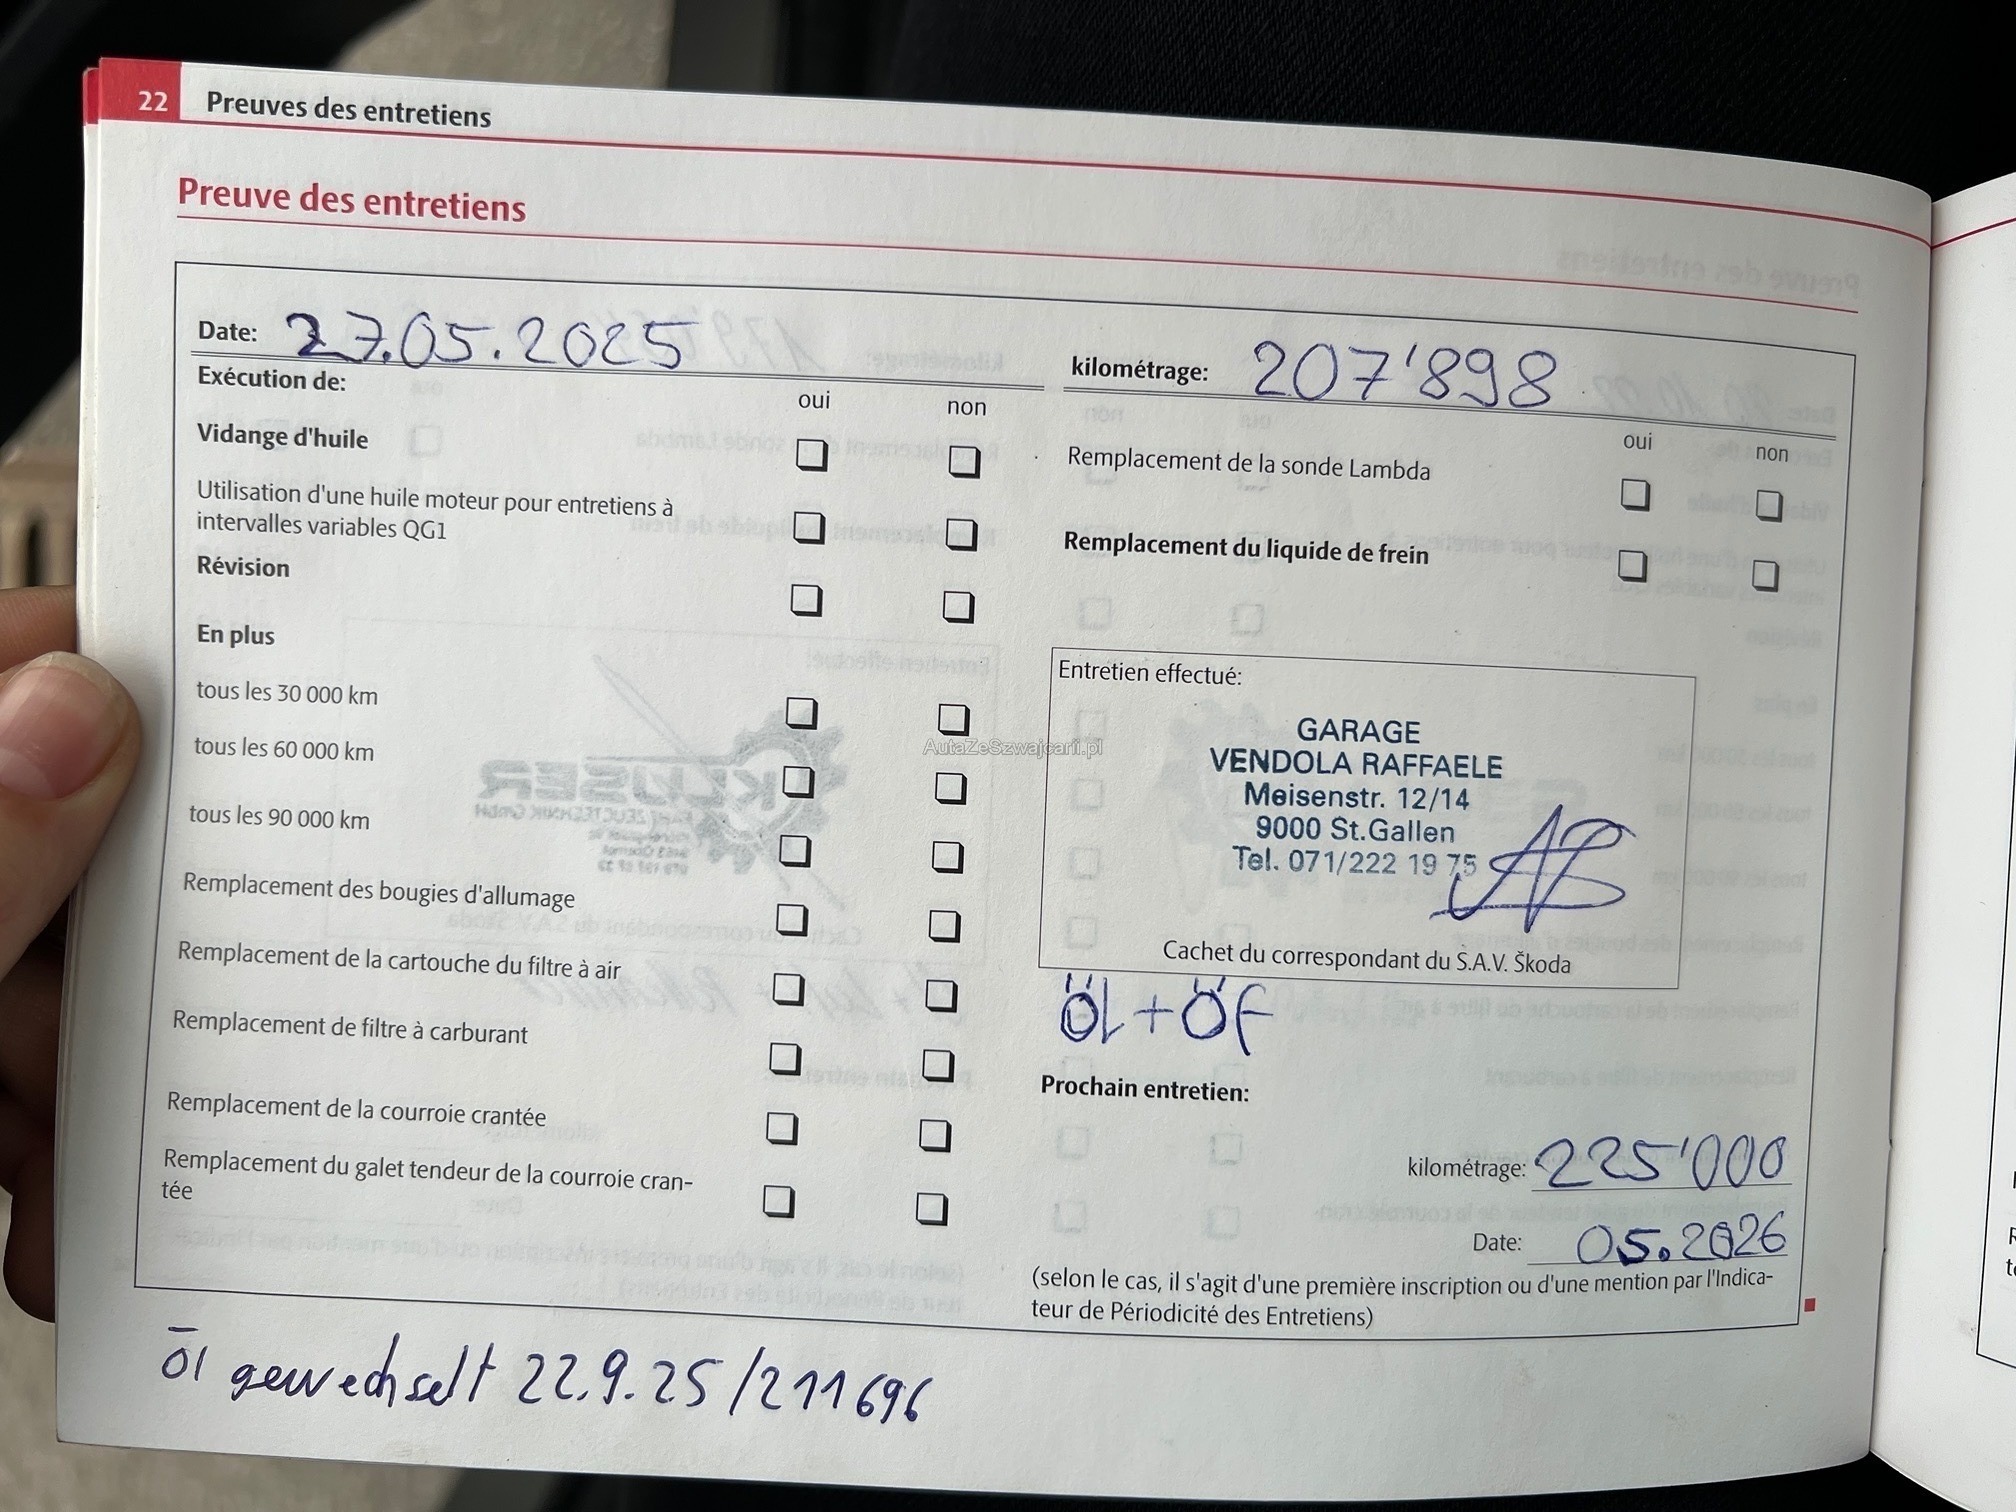 22 Preuves des entretiens
Preuve des entretiens
Date: 27.05.2025
kilométrage: 207'898
Exécution de:
oui non
Vidange d'huile
Utilisation d'une huile moteur pour entretiens à
intervalles variables QG1
Révision
En plus
tous les 30 000 km
tous les 60 000 km
tous les 90 000 km
Remplacement des bougies d'allumage
Remplacement de la cartouche du filtre à air
Remplacement de filtre à carburant
Remplacement de la courroie crantée
Remplacement du galet tendeur de la courroie cran-
tée
oui non
Remplacement de la sonde Lambda
Remplacement du liquide de frein
Entretien effectué:
GARAGE
VENDOLA RAFFAELE
Meisenstr. 12/14
9000 St.Gallen
Tel. 071/222 19 75
AutaZeSzwajcarii.pl
Cachet du correspondant du S.A.V. Škoda
Öl + Öf
Prochain entretien:
kilométrage: 225'000
Date: 05.2026
(selon le cas, il s'agit d'une première inscription ou d'une mention par l'Indica-
teur de Périodicité des Entretiens)
Öl gewechselt 22.9.25 / 211696